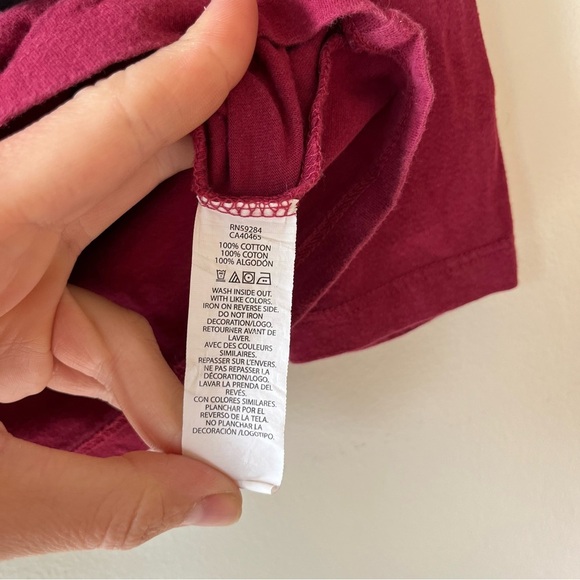 RN59284
CA40465
100% COTTON
100% COTON
100% ALGODÓN
WASH INSIDE OUT.
WITH LIKE COLORS.
IRON ON REVERSE SIDE.
DO NOT IRON
DECORATION/LOGO.
RETOURNER AVANT DE
LAVER.
AVEC DES COULEURS
SIMILAIRES.
REPASSER SUR L'ENVERS.
NE PAS REPASSER LA
DÉCORATION/LOGO.
LAVAR LA PRENDA DEL
REVÉS.
CON COLORES SIMILARES.
PLANCHAR POR EL
REVERSO DE LA TELA.
NO PLANCHAR LA
DECORACIÓN /LOGOTIPO.